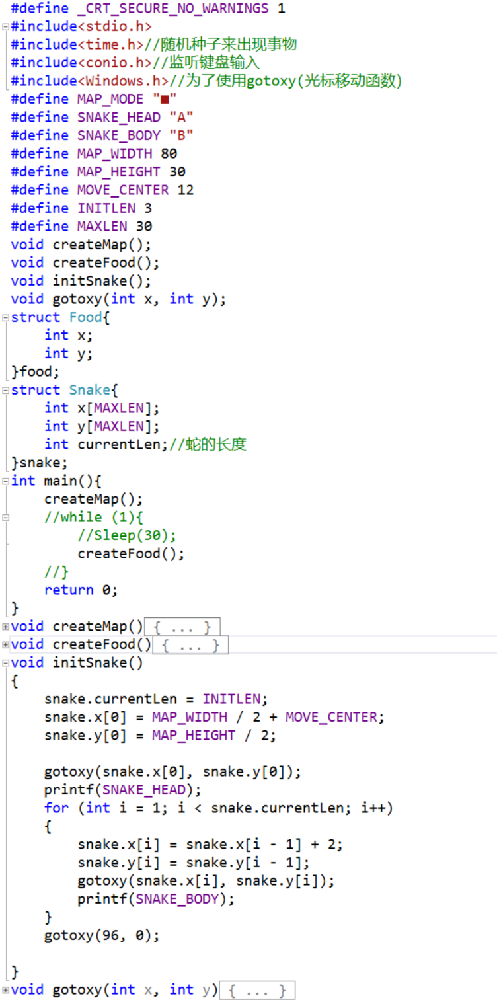 #define _CRT_SECURE_NO_WARNINGS 1
#include<stdio.h>
#include<time.h>//随机种子来出现事物
#include<conio.h>//监听键盘输入
#include<Windows.h>//为了使用gotoxy(光标移动函数)
#define MAP_MODE "■"
#define SNAKE_HEAD "A"
#define SNAKE_BODY "B"
#define MAP_WIDTH 80
#define MAP_HEIGHT 30
#define MOVE_CENTER 12
#define INITLEN 3
#define MAXLEN 30
void createMap();
void createFood();
void initSnake();
void gotoxy(int x, int y);
struct Food{
    int x;
    int y;
}food;
struct Snake{
    int x[MAXLEN];
    int y[MAXLEN];
    int currentLen;//蛇的长度
}snake;
int main(){
    createMap();
    //while (1){
        //Sleep(30);
        createFood();
    //}
    return 0;
}
void createMap(){ ... }
void createFood(){ ... }
void initSnake()
{
    snake.currentLen = INITLEN;
    snake.x[0] = MAP_WIDTH / 2 + MOVE_CENTER;
    snake.y[0] = MAP_HEIGHT / 2;
    gotoxy(snake.x[0], snake.y[0]);
    printf(SNAKE_HEAD);
    for (int i = 1; i < snake.currentLen; i++)
    {
        snake.x[i] = snake.x[i - 1] + 2;
        snake.y[i] = snake.y[i - 1];
        gotoxy(snake.x[i], snake.y[i]);
        printf(SNAKE_BODY);
    }
    gotoxy(96, 0);
}
void gotoxy(int x, int y){ ... }